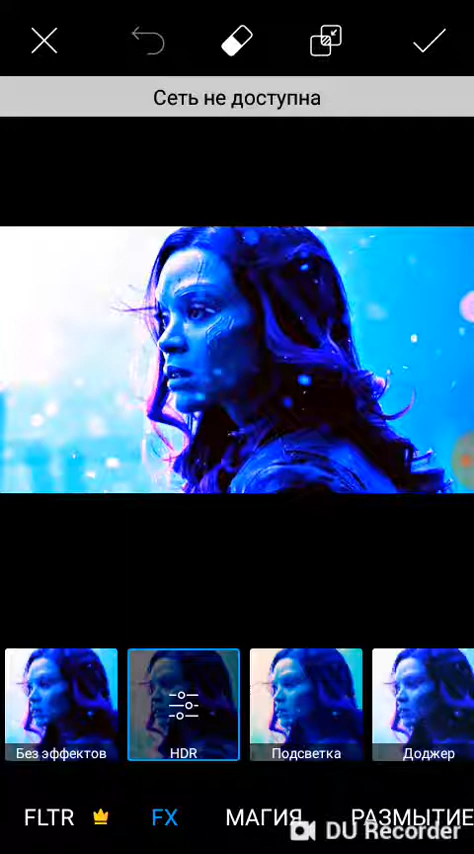 Сеть не доступна
Без эффектов
HDR
Подсветка
Доджер
FLTR
FX
МАГИЯ
РАЗМЫТИЕ
DU Recorder